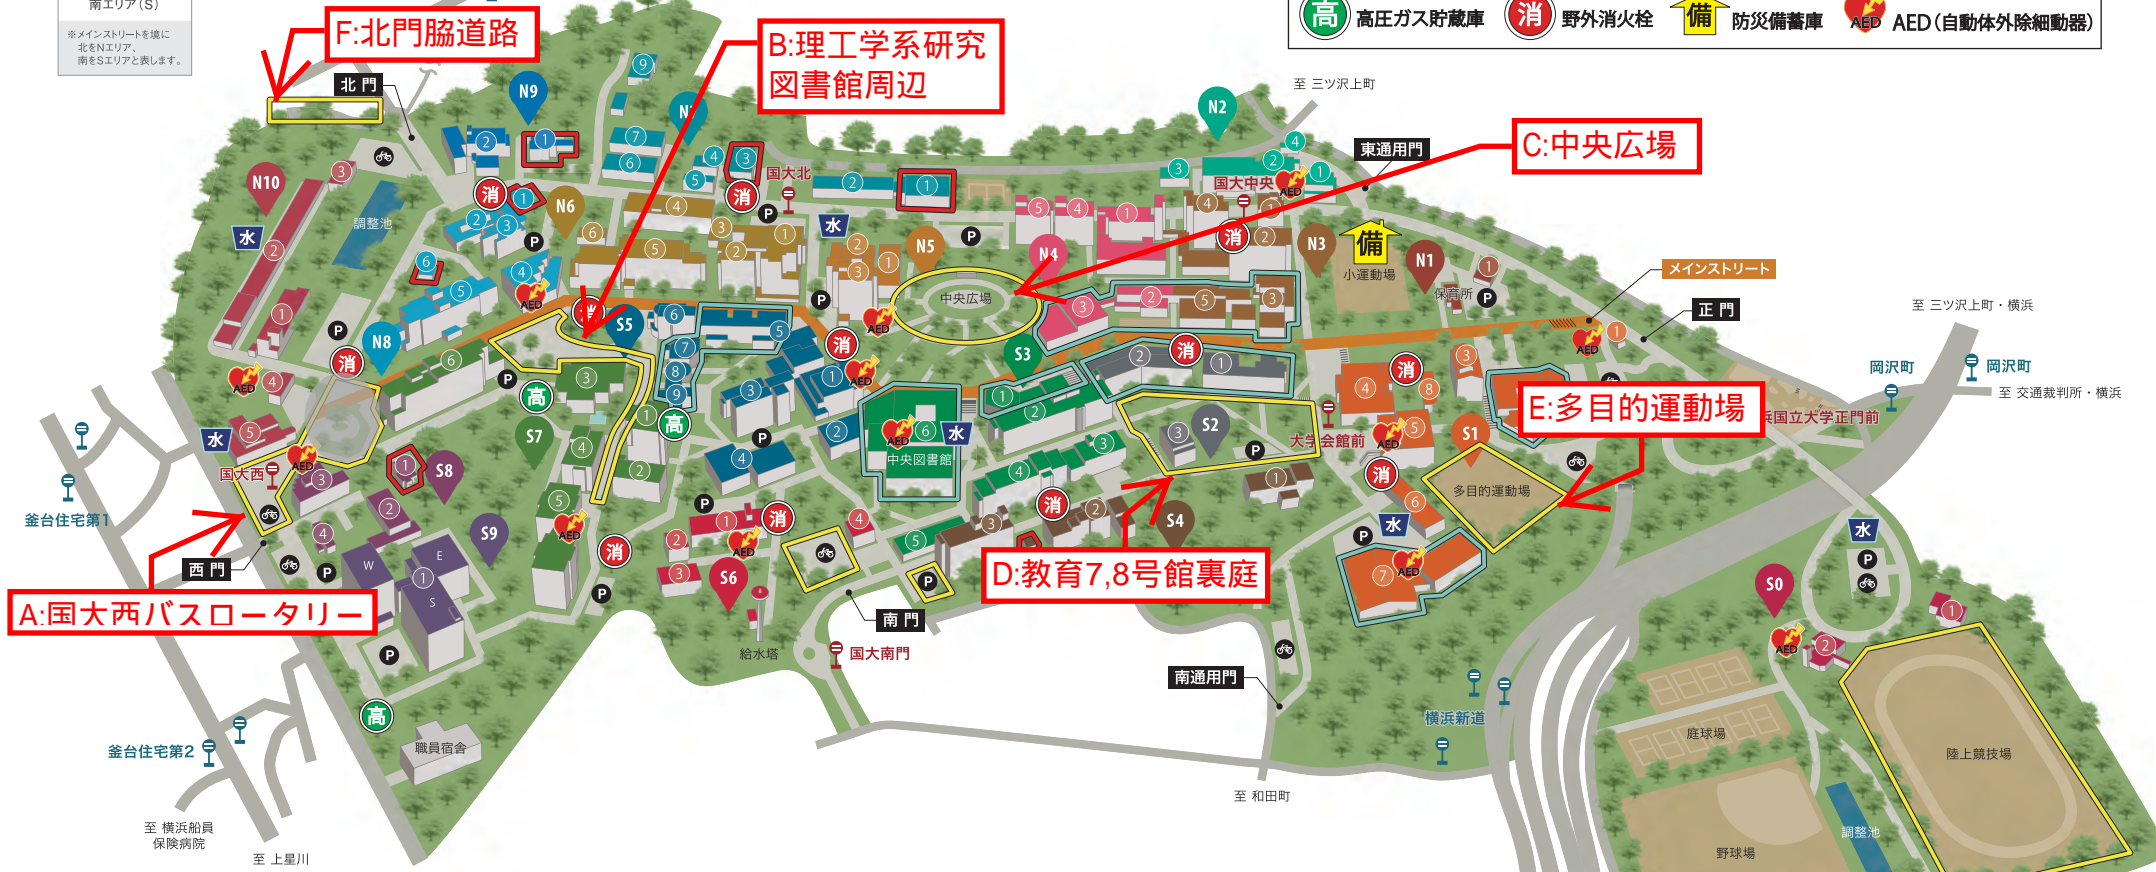 南エリア(S)
※メインストリートを境に
北をNエリア、
南をSエリアと表します。
高 高圧ガス貯蔵庫
消 野外消火栓
備 防災備蓄庫
AED AED(自動体外除細動器)
F:北門脇道路
B:理工学系研究
図書館周辺
C:中央広場
E:多目的運動場
D:教育7,8号館裏庭
A:国大西バスロータリー
北門
N9
N2
至 三ツ沢上町
東通用門
N10
調整池
水
N6
国大北
水
N5
N4
国大中央
AED
N3
備
小運動場
N1
保育所
メインストリート
正門
至 三ツ沢上町・横浜
岡沢町
岡沢町
至 交通裁判所・横浜
浜国立大学正門前
中央広場
N8
S5
S3
S2
S1
大学会館前
多目的運動場
中央図書館
水
S7
S8
S9
W
E
S
S6
S4
S0
国大西
水
西門
釜台住宅第1
釜台住宅第2
南門
国大南門
給水塔
職員宿舎
南通用門
横浜新道
庭球場
陸上競技場
野球場
調整池
至 和田町
至 横浜船員
保険病院
至 上星川